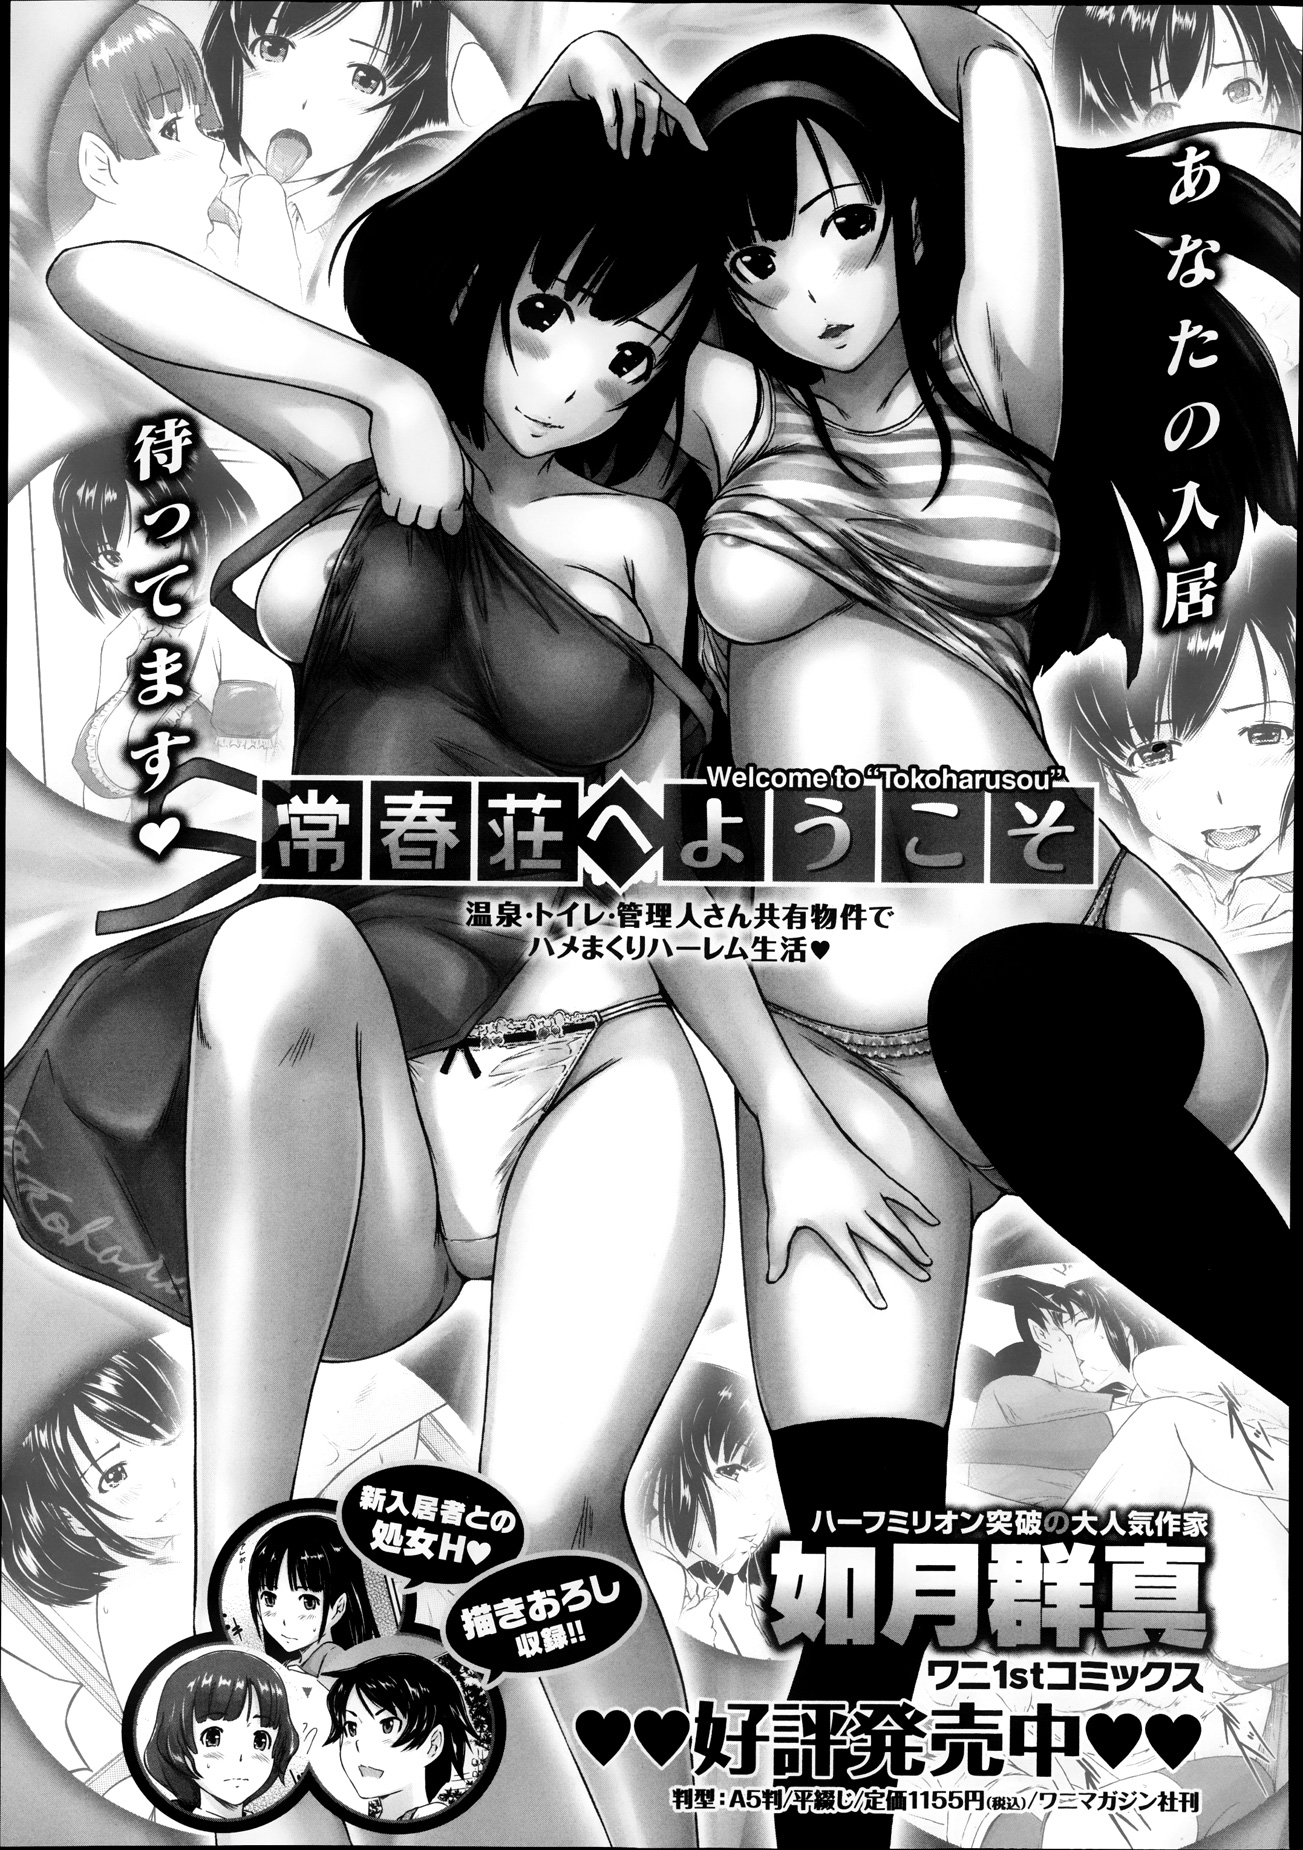 あなたの入居
待ってます♥
Welcome to "Tokoharusou"
常春荘へようこそ
温泉・トイレ・管理人さん共有物件で
ハメまくりハーレム生活♥
新入居者との
処女H♥
描きおろし
収録!!
ハーフミリオン突破の大人気作家
如月群真
ワニ1stコミックス
♥♥好評発売中♥♥
判型：A5判/平綴じ/定価1155円(税込)/ワニマガジン社刊